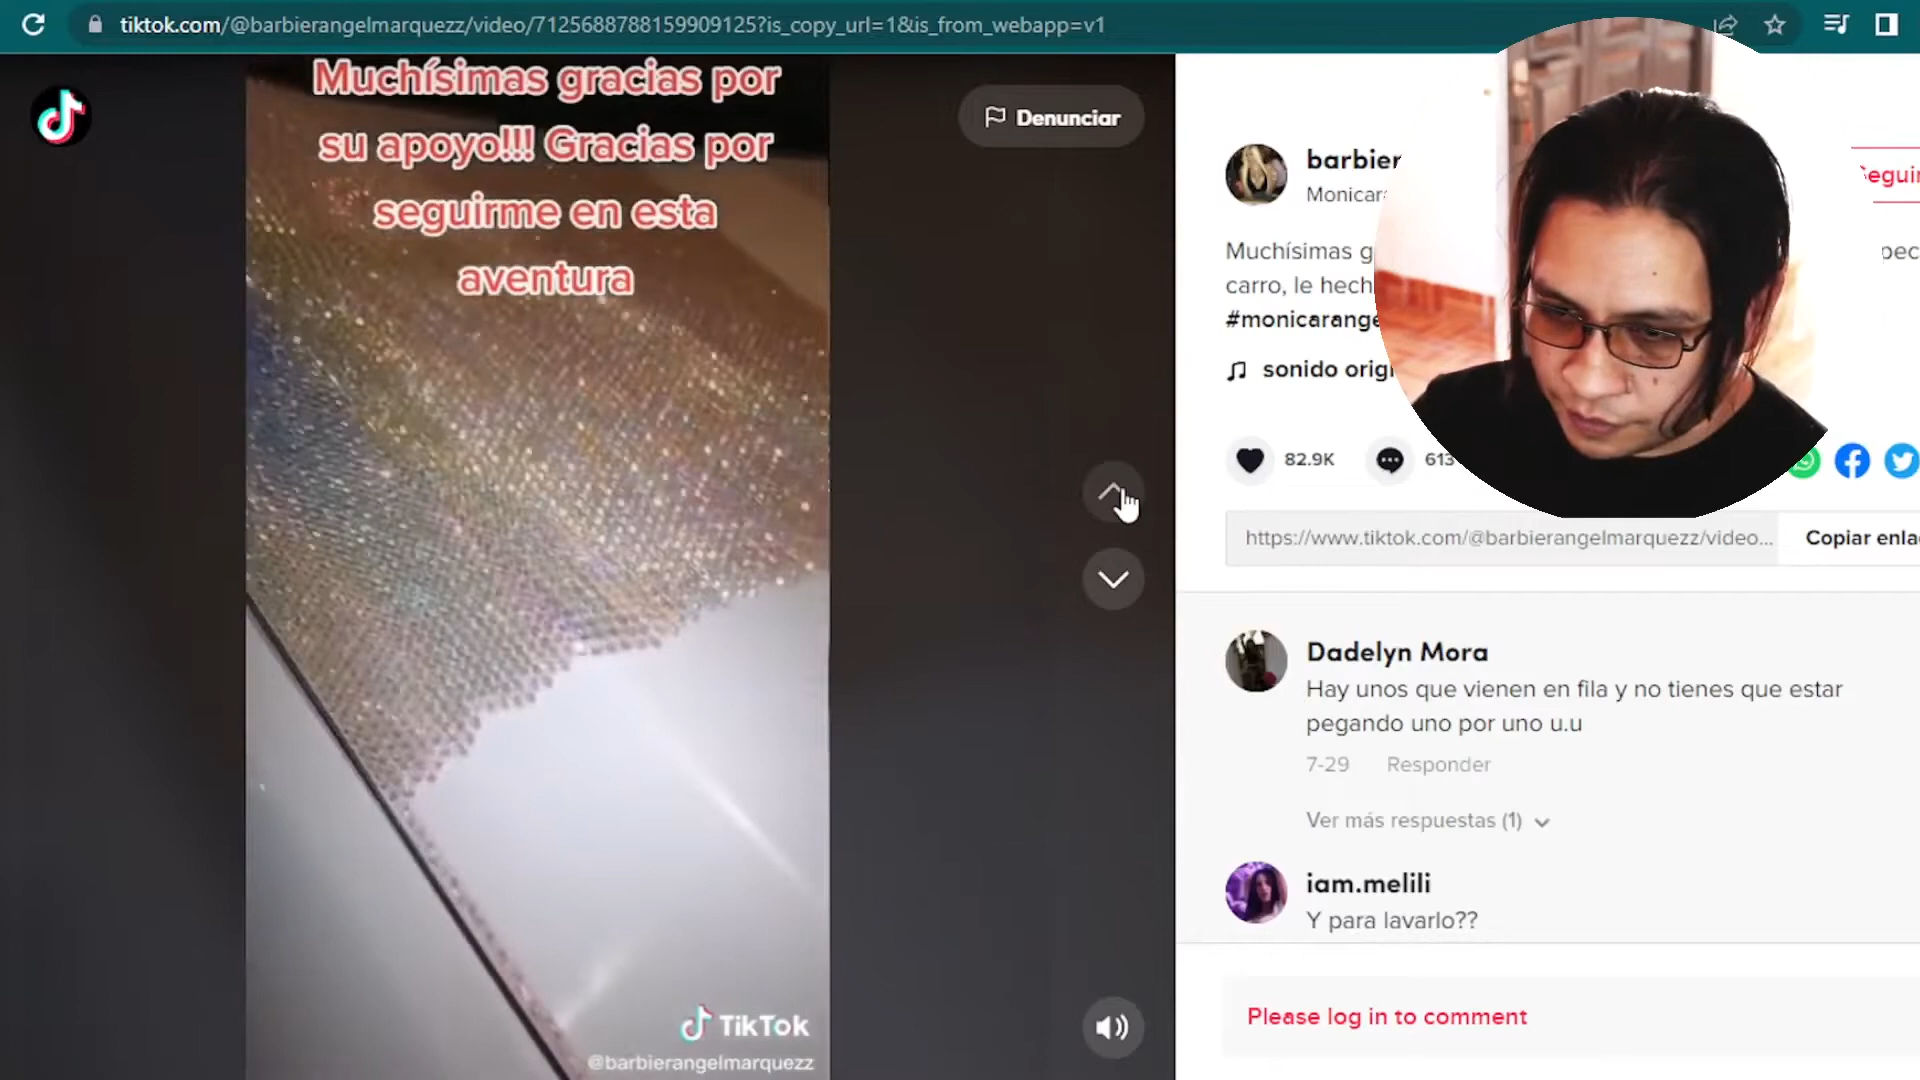 tiktok.com/@barbierangelmarquezz/video/7125688788159909125?is_copy_url=1&is_from_webapp=v1
Muchísimas gracias por
su apoyo!!! Gracias por
seguirme en esta
aventura
Denunciar
TikTok
@barbierangelmarquezz
barbier
Monicar
Seguir
Muchísimas g
pec
carro, le hech
#monicarange
sonido orig
82.9K
613
https://www.tiktok.com/@barbierangelmarquezz/video...
Copiar enla
Dadelyn Mora
Hay unos que vienen en fila y no tienes que estar
pegando uno por uno u.u
7-29 Responder
Ver más respuestas (1)
iam.melili
Y para lavarlo??
Please log in to comment